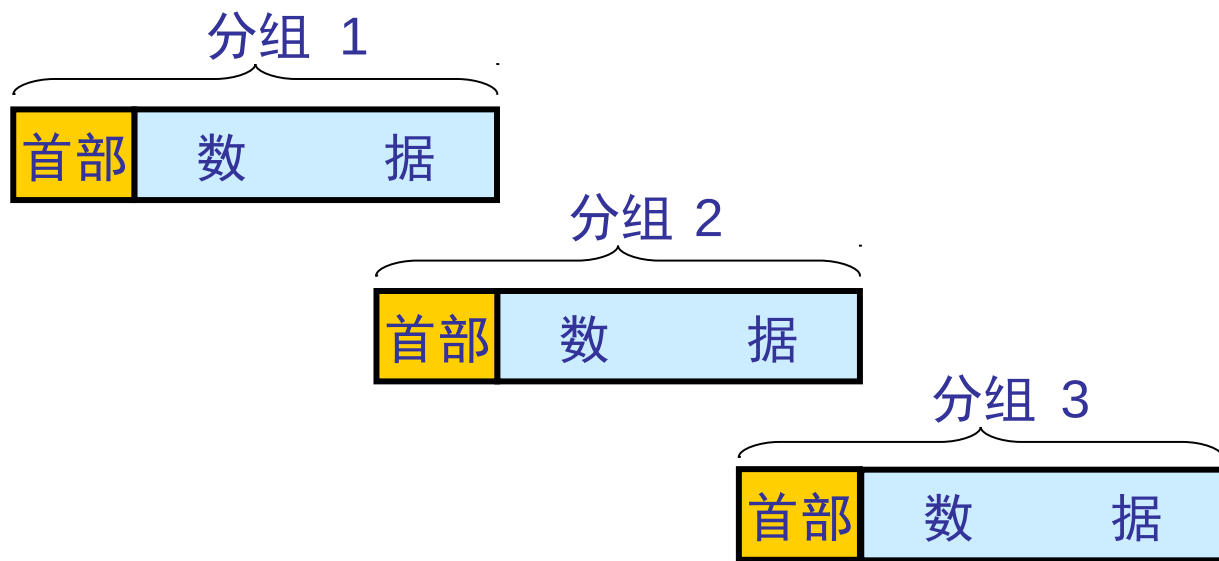 分组 1
首部 数 据
分组 2
首部 数 据
分组 3
首部 数 据